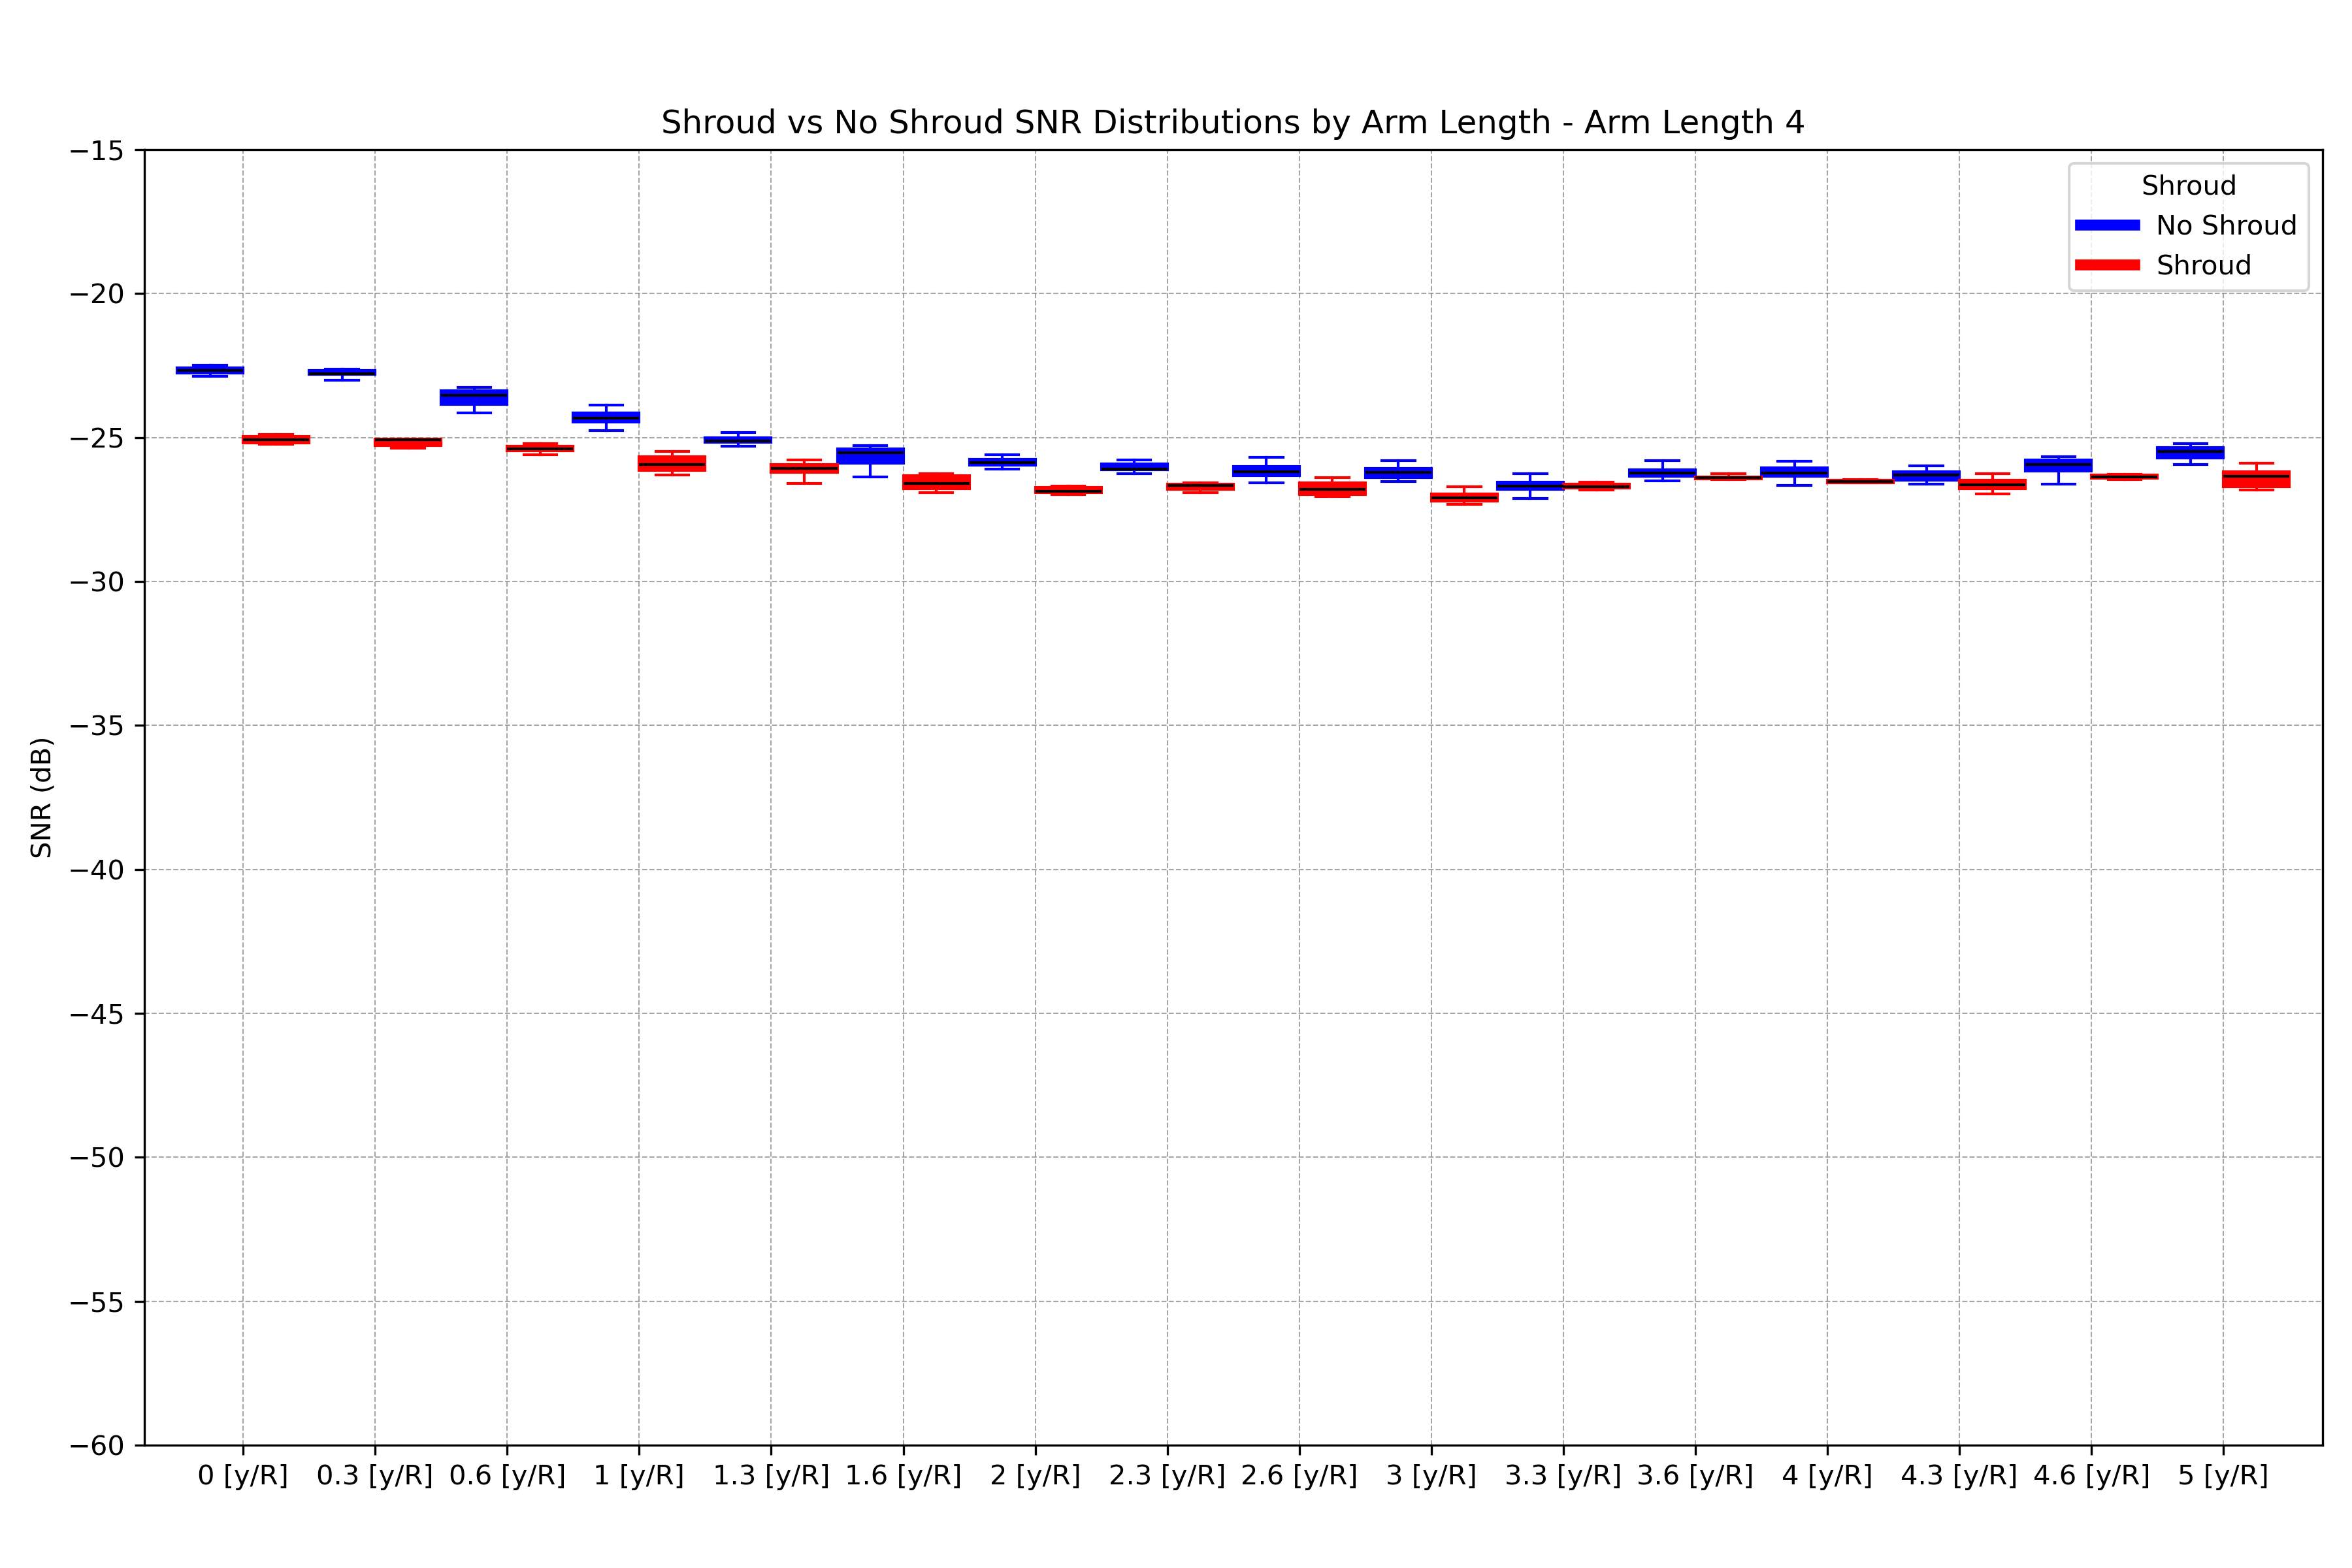 Shroud vs No Shroud SNR Distributions by Arm Length - Arm Length 4
Shroud
No Shroud
Shroud
SNR (dB)
−15
−20
−25
−30
−35
−40
−45
−50
−55
−60
0 [y/R] 0.3 [y/R] 0.6 [y/R] 1 [y/R] 1.3 [y/R] 1.6 [y/R] 2 [y/R] 2.3 [y/R] 2.6 [y/R] 3 [y/R] 3.3 [y/R] 3.6 [y/R] 4 [y/R] 4.3 [y/R] 4.6 [y/R] 5 [y/R]